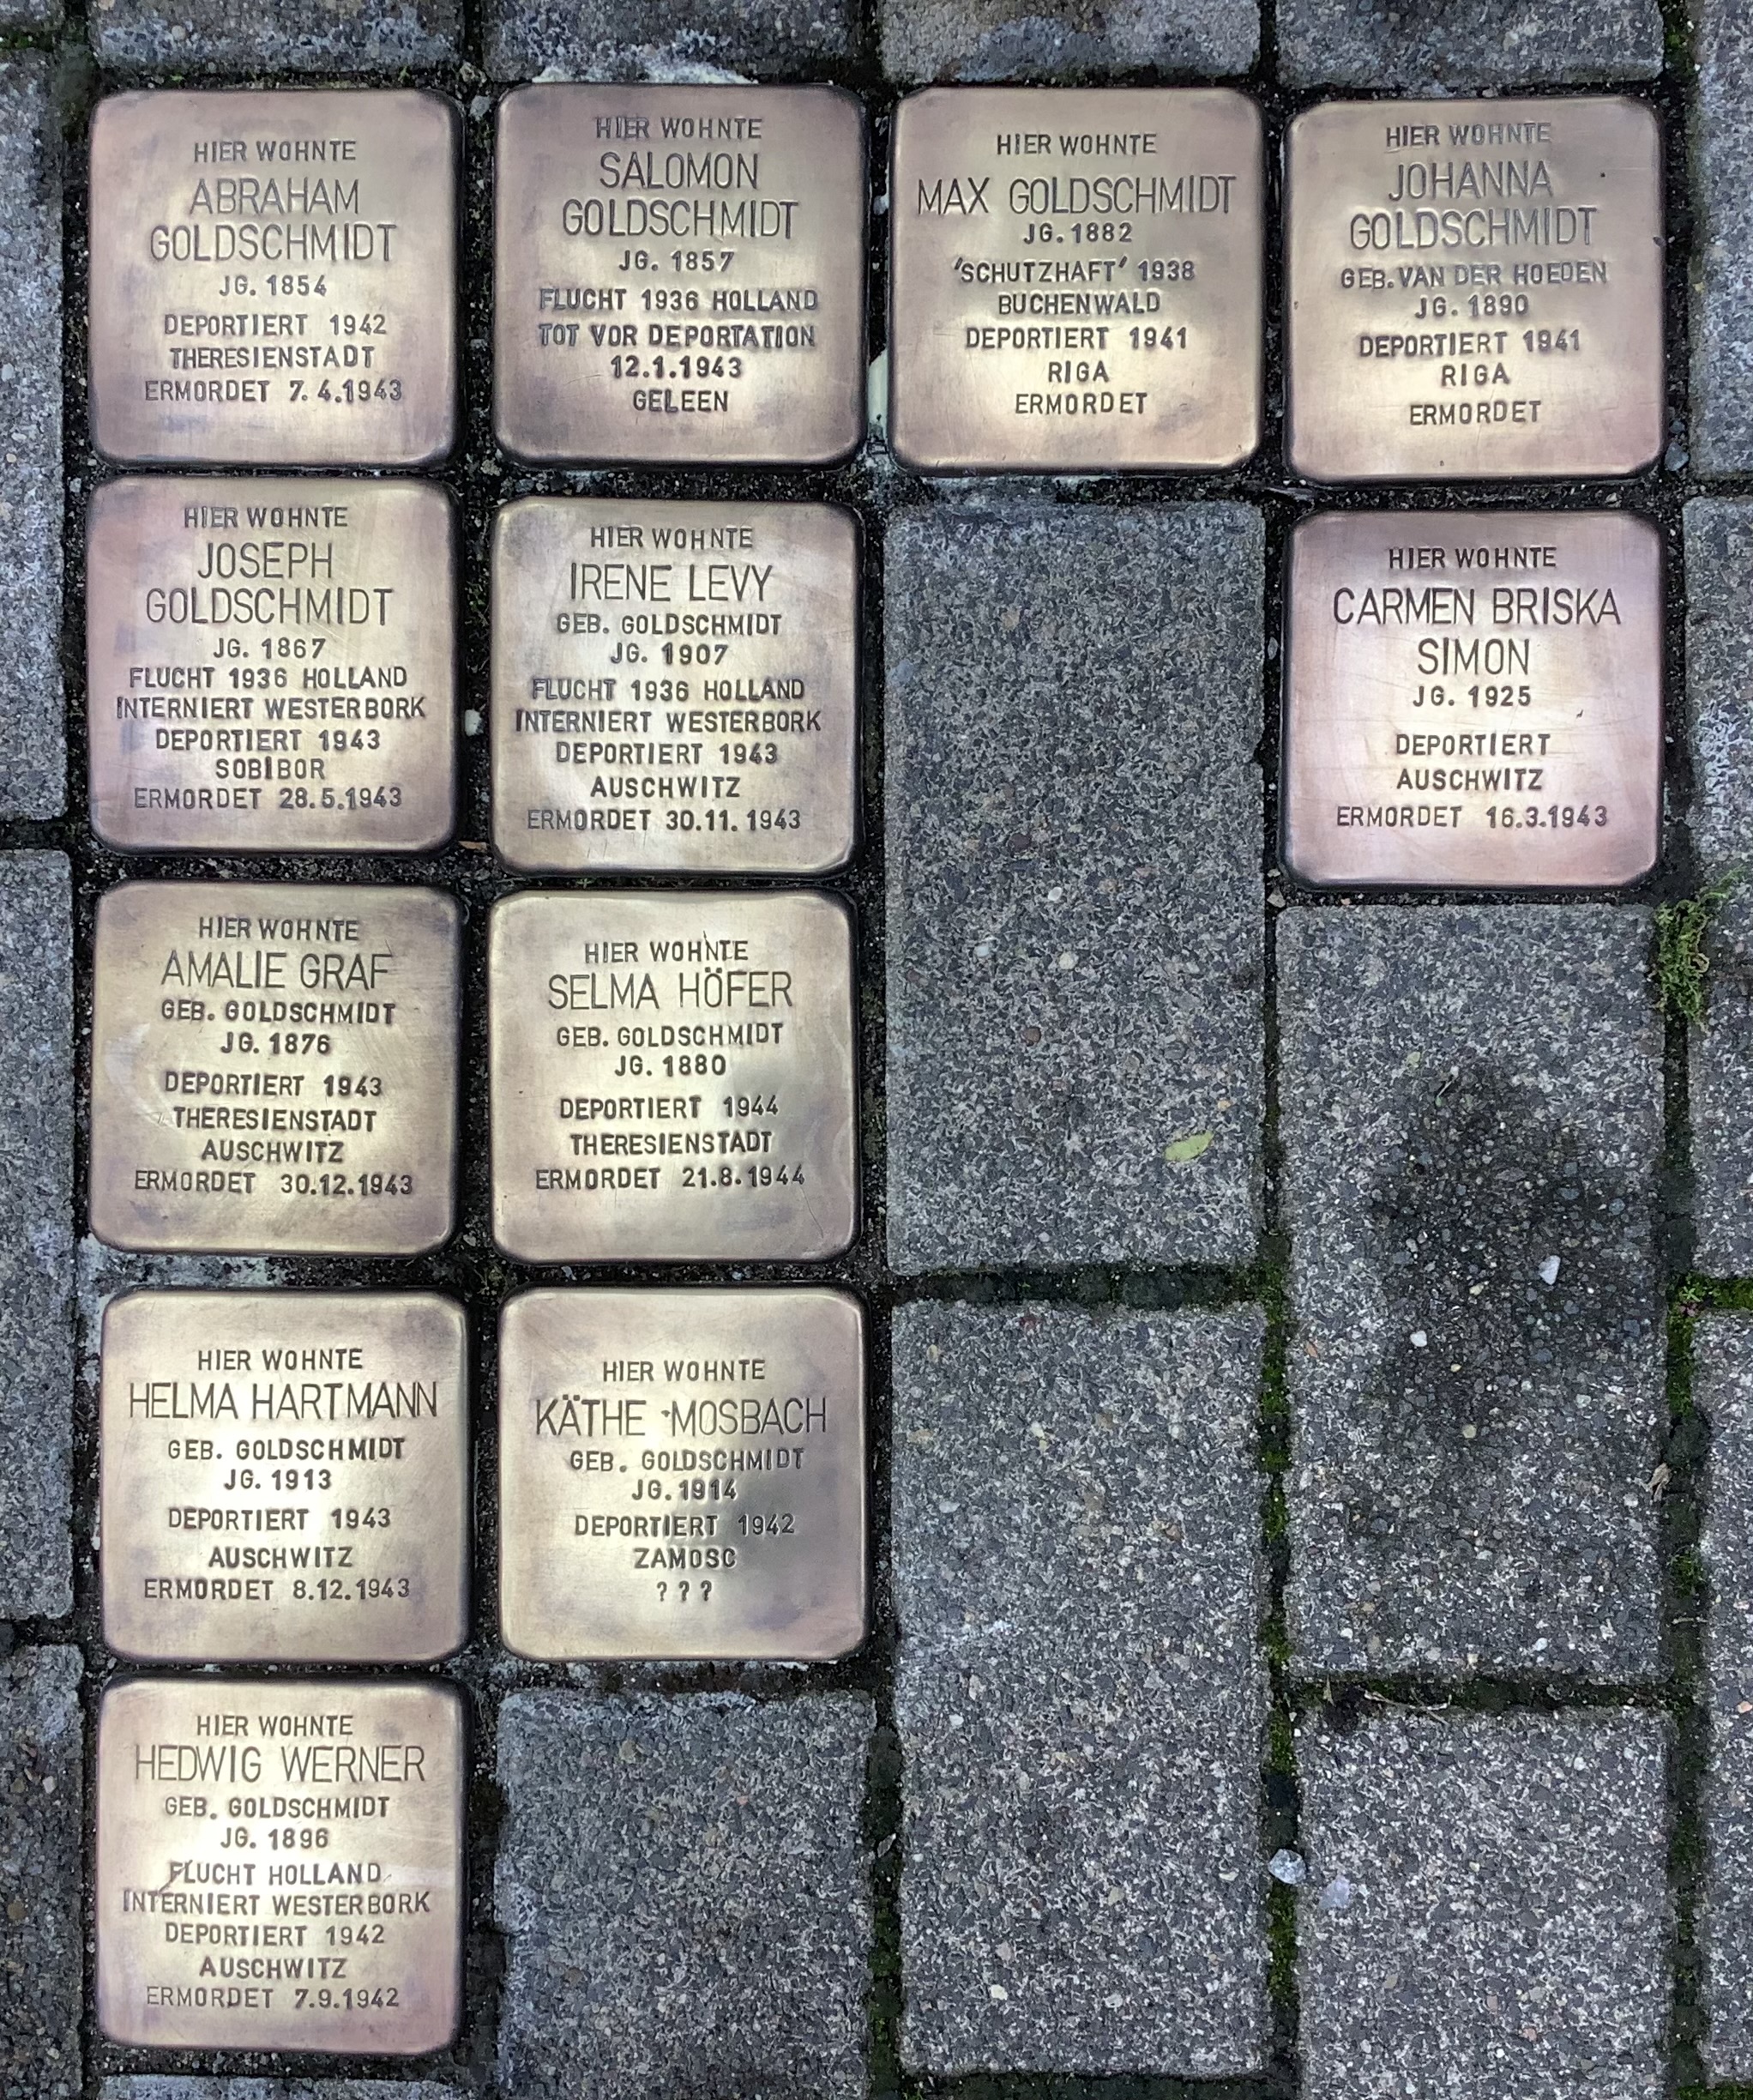 HIER WOHNTE
ABRAHAM
GOLDSCHMIDT
JG. 1854
DEPORTIERT 1942
THERESIENSTADT
ERMORDET 7.4.1943
HIER WOHNTE
SALOMON
GOLDSCHMIDT
JG. 1857
FLUCHT 1936 HOLLAND
TOT VOR DEPORTATION
12.1.1943
GELEEN
HIER WOHNTE
MAX GOLDSCHMIDT
JG. 1882
'SCHUTZHAFT' 1938
BUCHENWALD
DEPORTIERT 1941
RIGA
ERMORDET
HIER WOHNTE
JOHANNA
GOLDSCHMIDT
GEB. VAN DER HOEDEN
JG. 1890
DEPORTIERT 1941
RIGA
ERMORDET
HIER WOHNTE
JOSEPH
GOLDSCHMIDT
JG. 1867
FLUCHT 1936 HOLLAND
INTERNIERT WESTERBORK
DEPORTIERT 1943
SOBIBOR
ERMORDET 28.5.1943
HIER WOHNTE
IRENE LEVY
GEB. GOLDSCHMIDT
JG. 1907
FLUCHT 1936 HOLLAND
INTERNIERT WESTERBORK
DEPORTIERT 1943
AUSCHWITZ
ERMORDET 30.11.1943
HIER WOHNTE
CARMEN BRISKA
SIMON
JG. 1925
DEPORTIERT
AUSCHWITZ
ERMORDET 16.3.1943
HIER WOHNTE
AMALIE GRAF
GEB. GOLDSCHMIDT
JG. 1876
DEPORTIERT 1943
THERESIENSTADT
AUSCHWITZ
ERMORDET 30.12.1943
HIER WOHNTE
SELMA HÖFER
GEB. GOLDSCHMIDT
JG. 1880
DEPORTIERT 1944
THERESIENSTADT
ERMORDET 21.8.1944
HIER WOHNTE
HELMA HARTMANN
GEB. GOLDSCHMIDT
JG. 1913
DEPORTIERT 1943
AUSCHWITZ
ERMORDET 8.12.1943
HIER WOHNTE
KÄTHE MOSBACH
GEB. GOLDSCHMIDT
JG. 1914
DEPORTIERT 1942
ZAMOSC
???
HIER WOHNTE
HEDWIG WERNER
GEB. GOLDSCHMIDT
JG. 1896
FLUCHT HOLLAND
INTERNIERT WESTERBORK
DEPORTIERT 1942
AUSCHWITZ
ERMORDET 7.9.1942